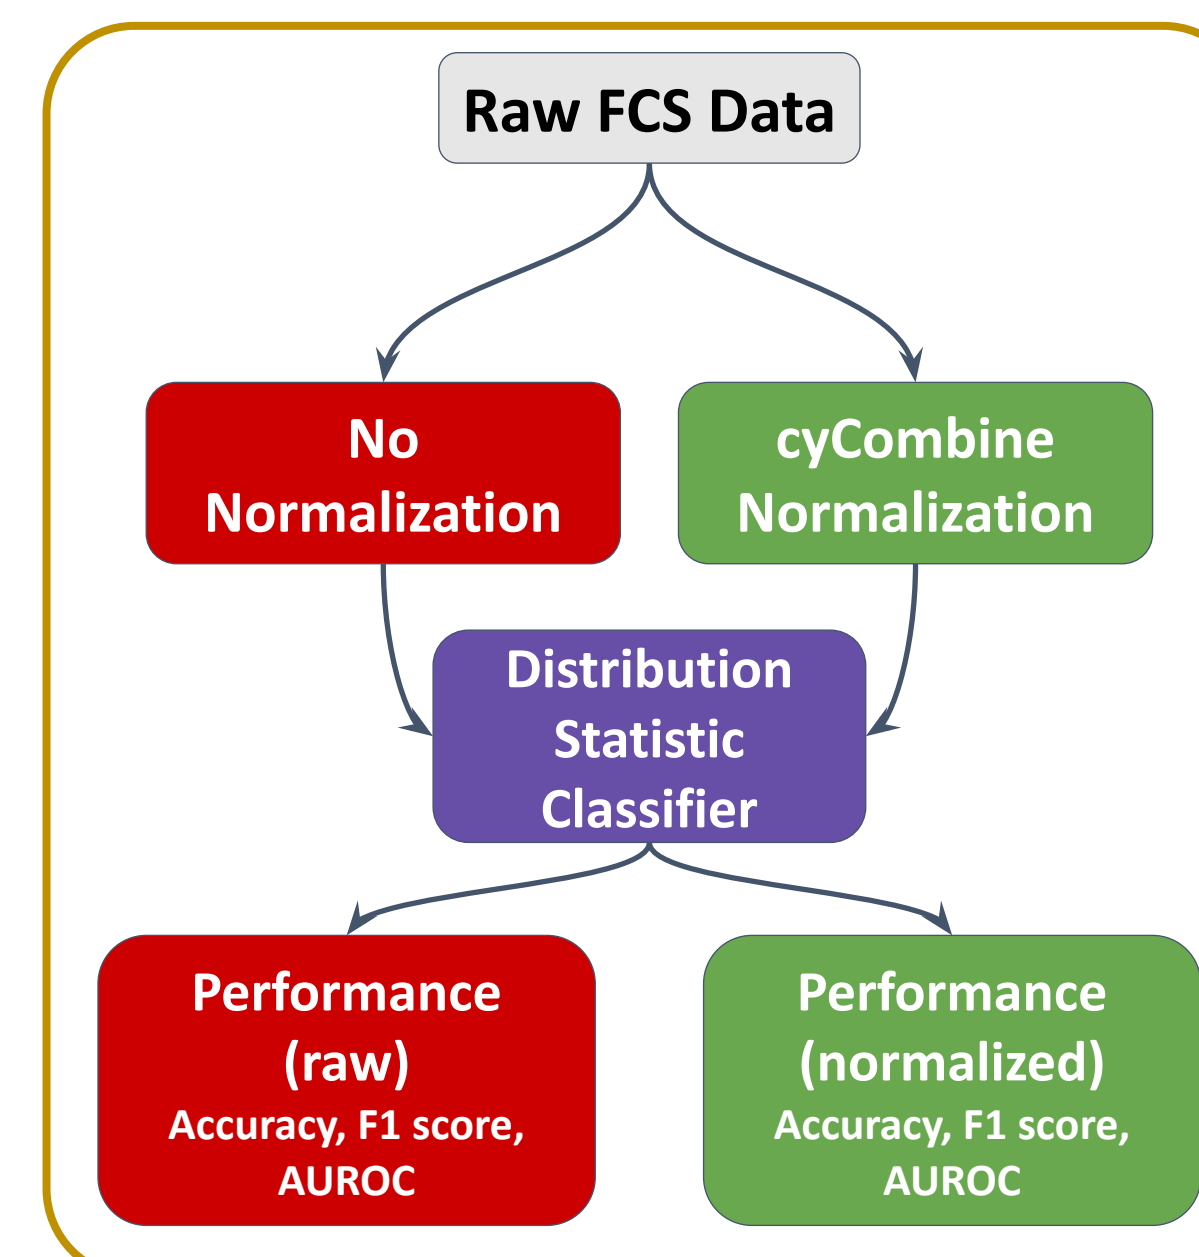 Raw FCS Data
No
Normalization
cyCombine
Normalization
Distribution
Statistic
Classifier
Performance
(raw)
Accuracy, F1 score,
AUROC
Performance
(normalized)
Accuracy, F1 score,
AUROC